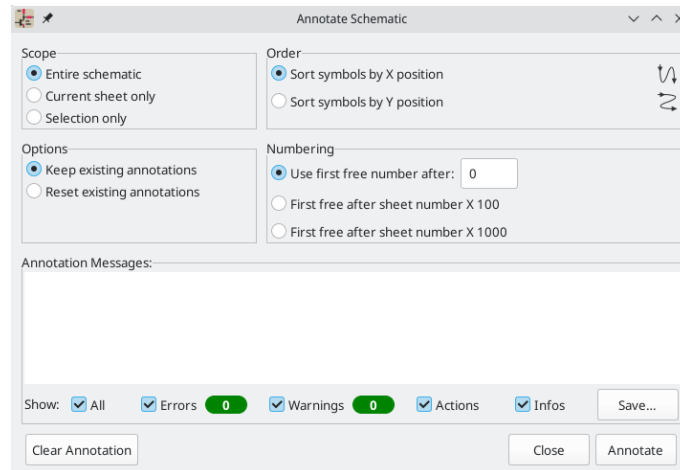 Annotate Schematic
Scope
Entire schematic
Current sheet only
Selection only
Order
Sort symbols by X position
Sort symbols by Y position
Options
Keep existing annotations
Reset existing annotations
Numbering
Use first free number after: 0
First free after sheet number X 100
First free after sheet number X 1000
Annotation Messages:
Show: All Errors 0 Warnings 0 Actions Infos Save...
Clear Annotation Close Annotate